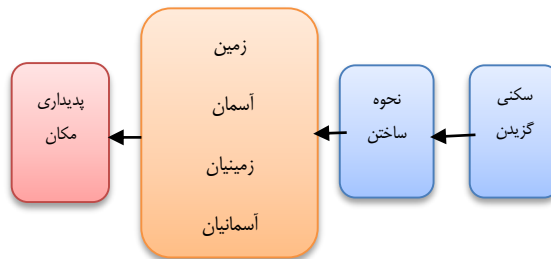 سکنی
گزیدن
نحوه
ساختن
زمین
آسمان
زمینیان
آسمانیان
پدیداری
مکان